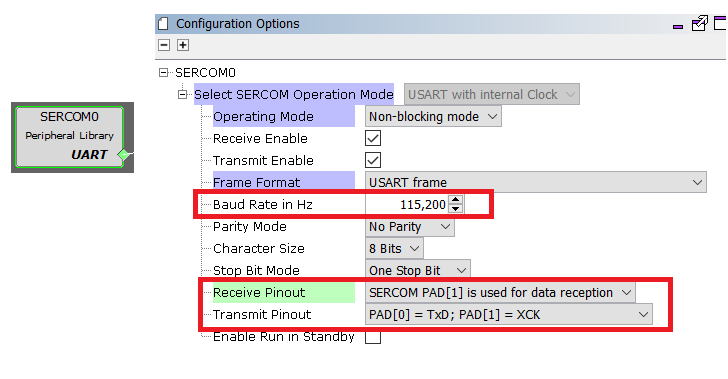 Configuration Options
SERCOM0
Select SERCOM Operation Mode USART with internal Clock
SERCOM0
Peripheral Library
UART
Operating Mode Non-blocking mode
Receive Enable
Transmit Enable
Frame Format USART frame
Baud Rate in Hz 115,200
Parity Mode No Parity
Character Size 8 Bits
Stop Bit Mode One Stop Bit
Receive Pinout SERCOM PAD[1] is used for data reception
Transmit Pinout PAD[0] = TxD; PAD[1] = XCK
Enable Run in Standby